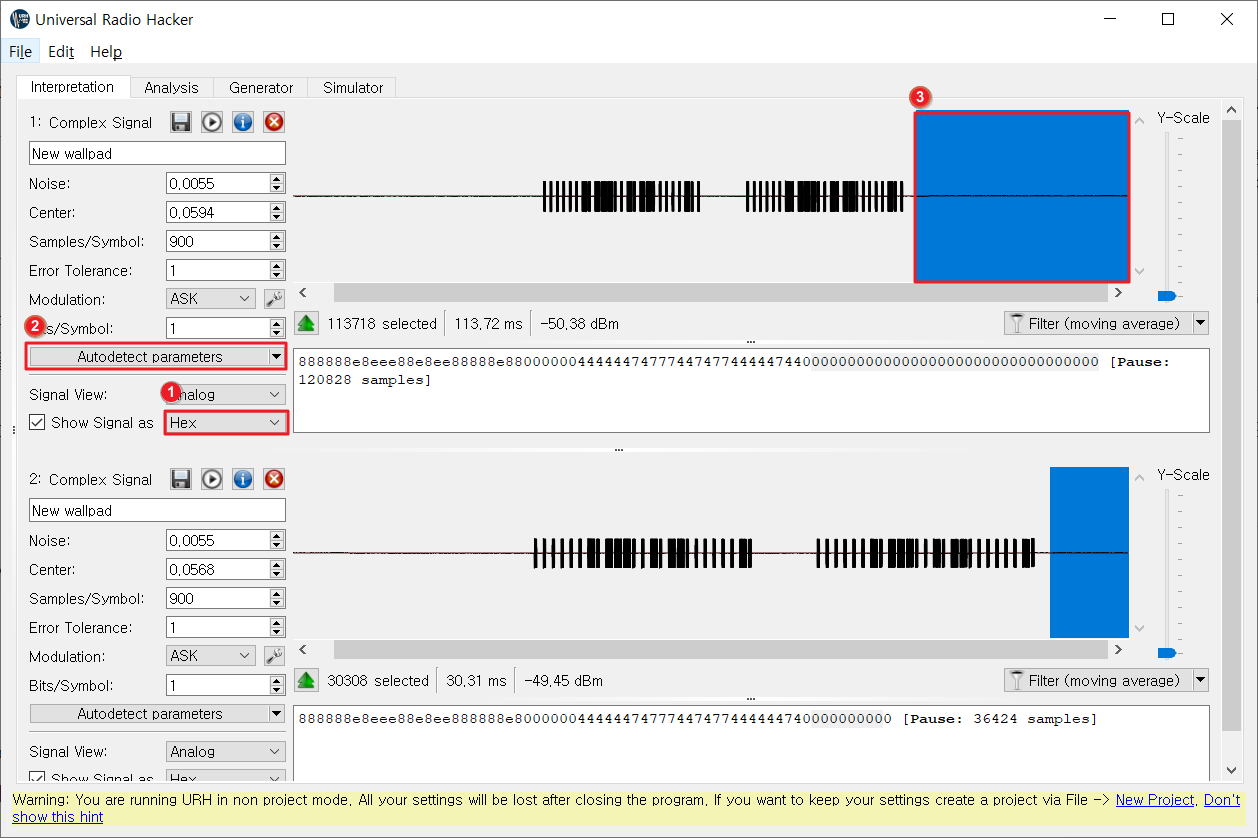 Universal Radio Hacker
File Edit Help
Interpretation Analysis Generator Simulator
1: Complex Signal
New wallpad
Noise: 0.0055
Center: 0.0594
Samples/Symbol: 900
Error Tolerance: 1
Modulation: ASK
2 s/Symbol: 1
Autodetect parameters
Signal View: 1 nalog
Show Signal as Hex
3
Y-Scale
113718 selected 113,72 ms -50,38 dBm Filter (moving average)
888888e8eee88e8ee88888e880000004444447477744747744444744000000000000000000000000000000000 [Pause:
120828 samples]
2: Complex Signal
New wallpad
Noise: 0.0055
Center: 0.0568
Samples/Symbol: 900
Error Tolerance: 1
Modulation: ASK
Bits/Symbol: 1
Autodetect parameters
Signal View: Analog
Show Signal as Hex
Y-Scale
30308 selected 30,31 ms -49,45 dBm Filter (moving average)
888888e8eee88e8ee888888e80000004444447477744747744444474000000000 [Pause: 36424 samples]
Warning: You are running URH in non project mode. All your settings will be lost after closing the program. If you want to keep your settings create a project via File -> New Project. Don't
show this hint